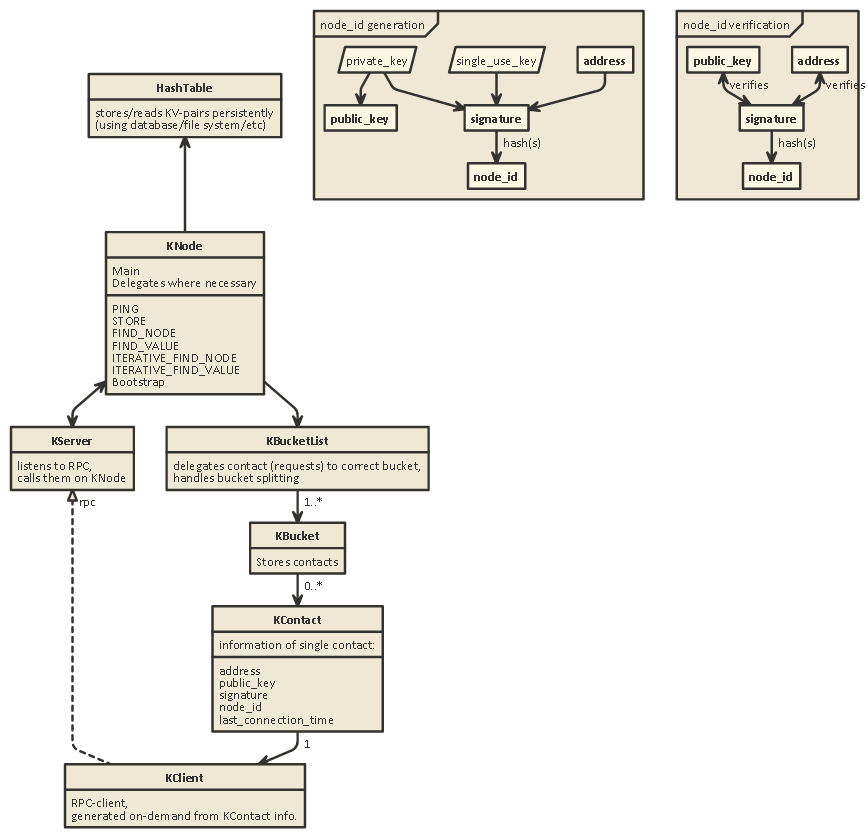 node_id generation
private_key
single_use_key
address
public_key
signature
hash(s)
node_id
node_id verification
public_key
address
verifies
verifies
signature
hash(s)
node_id
HashTable
stores/reads KV-pairs persistently
(using database/file system/etc)
KNode
Main
Delegates where necessary
PING
STORE
FIND_NODE
FIND_VALUE
ITERATIVE_FIND_NODE
ITERATIVE_FIND_VALUE
Bootstrap
KServer
listens to RPC,
calls them on KNode
rpc
KBucketList
delegates contact (requests) to correct bucket,
handles bucket splitting
1..*
KBucket
Stores contacts
0..*
KContact
information of single contact:
address
public_key
signature
node_id
last_connection_time
1
KClient
RPC-client,
generated on-demand from KContact info.